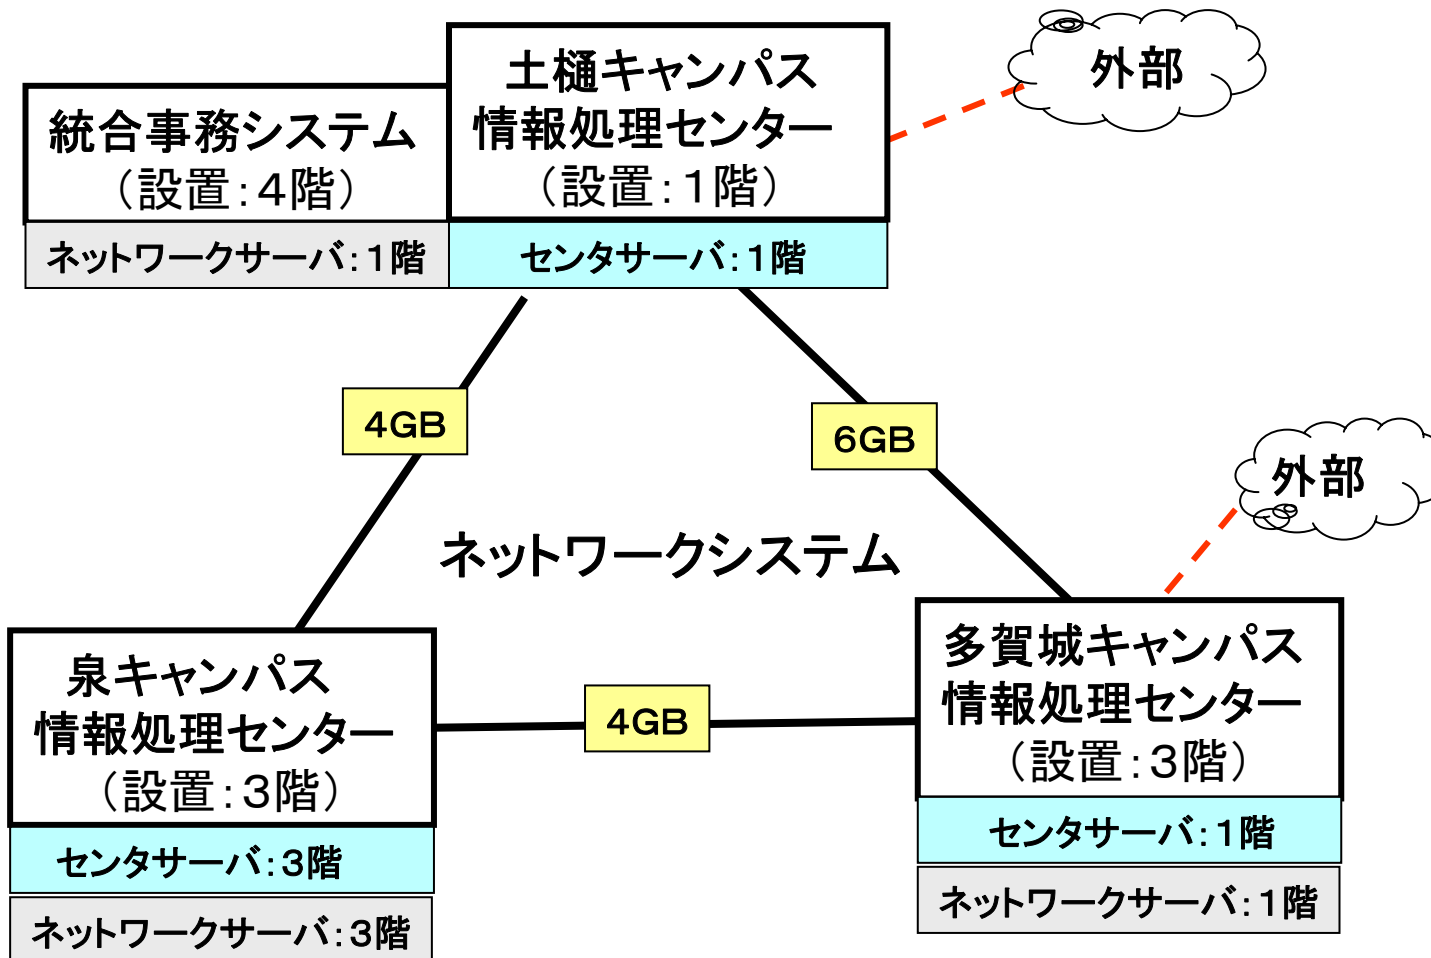 土樋キャンパス
情報処理センター
（設置：１階）
外部
統合事務システム
（設置：４階）
ネットワークサーバ：１階
センタサーバ：１階
４GB
６GB
外部
ネットワークシステム
泉キャンパス
情報処理センター
（設置：３階）
４GB
多賀城キャンパス
情報処理センター
（設置：３階）
センタサーバ：３階
ネットワークサーバ：３階
センタサーバ：１階
ネットワークサーバ：１階